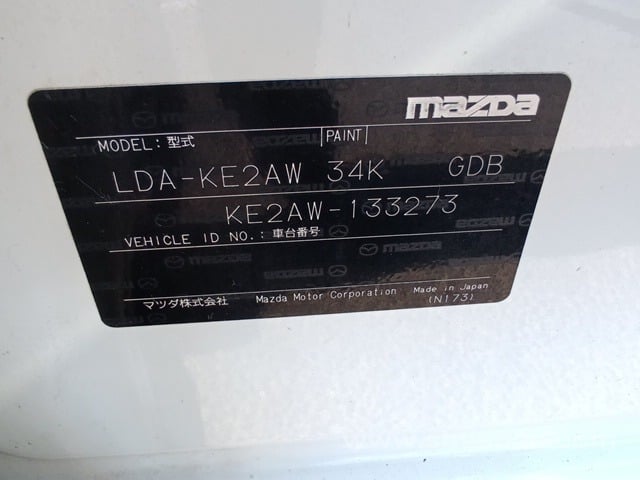 mazda
MODEL: 型式 PAINT
LDA-KE2AW 34K GDB
KE2AW-133273
VEHICLE ID NO.: 車台番号
マツダ株式会社 Mazda Motor Corporation Made in Japan
(N173)